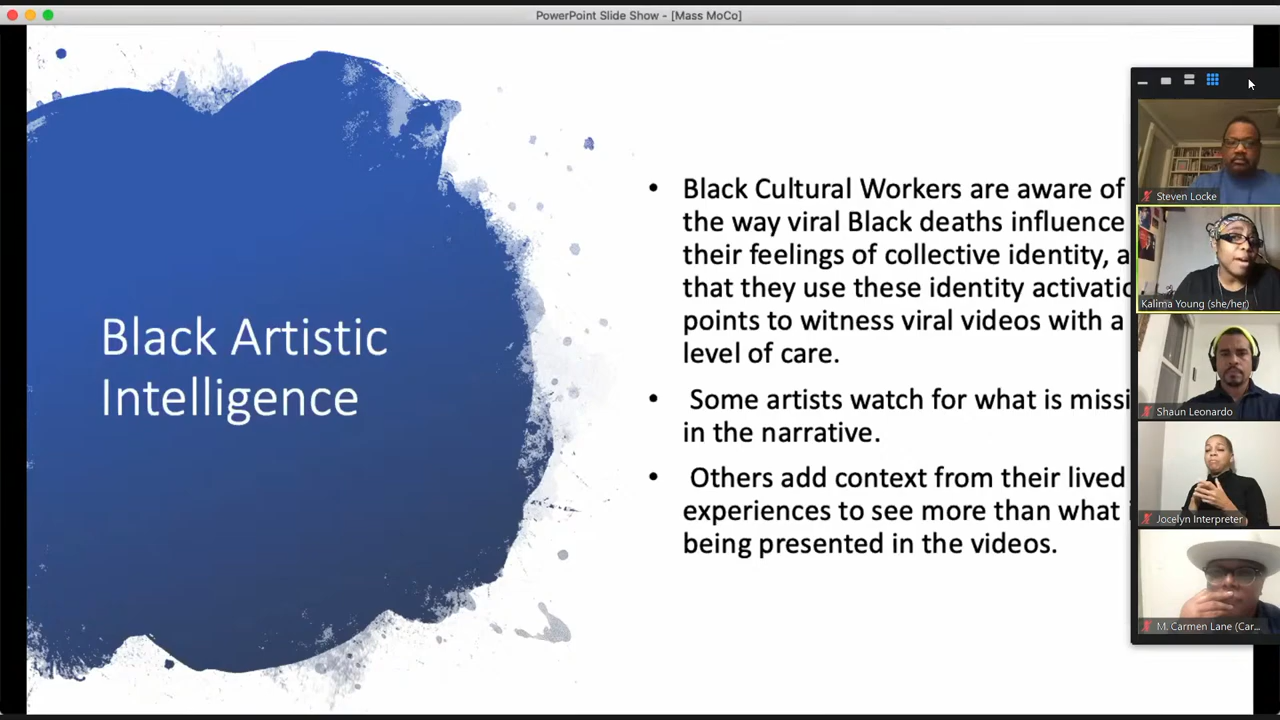 PowerPoint Slide Show - [Mass MoCo]
Black Artistic
Intelligence
• Black Cultural Workers are aware of
the way viral Black deaths influence
their feelings of collective identity, a
that they use these identity activatio
points to witness viral videos with a
level of care.
• Some artists watch for what is missi
in the narrative.
• Others add context from their lived
experiences to see more than what i
being presented in the videos.
Steven Locke
Kalima Young (she/her)
Shaun Leonardo
Jocelyn Interpreter
M. Carmen Lane (Car...